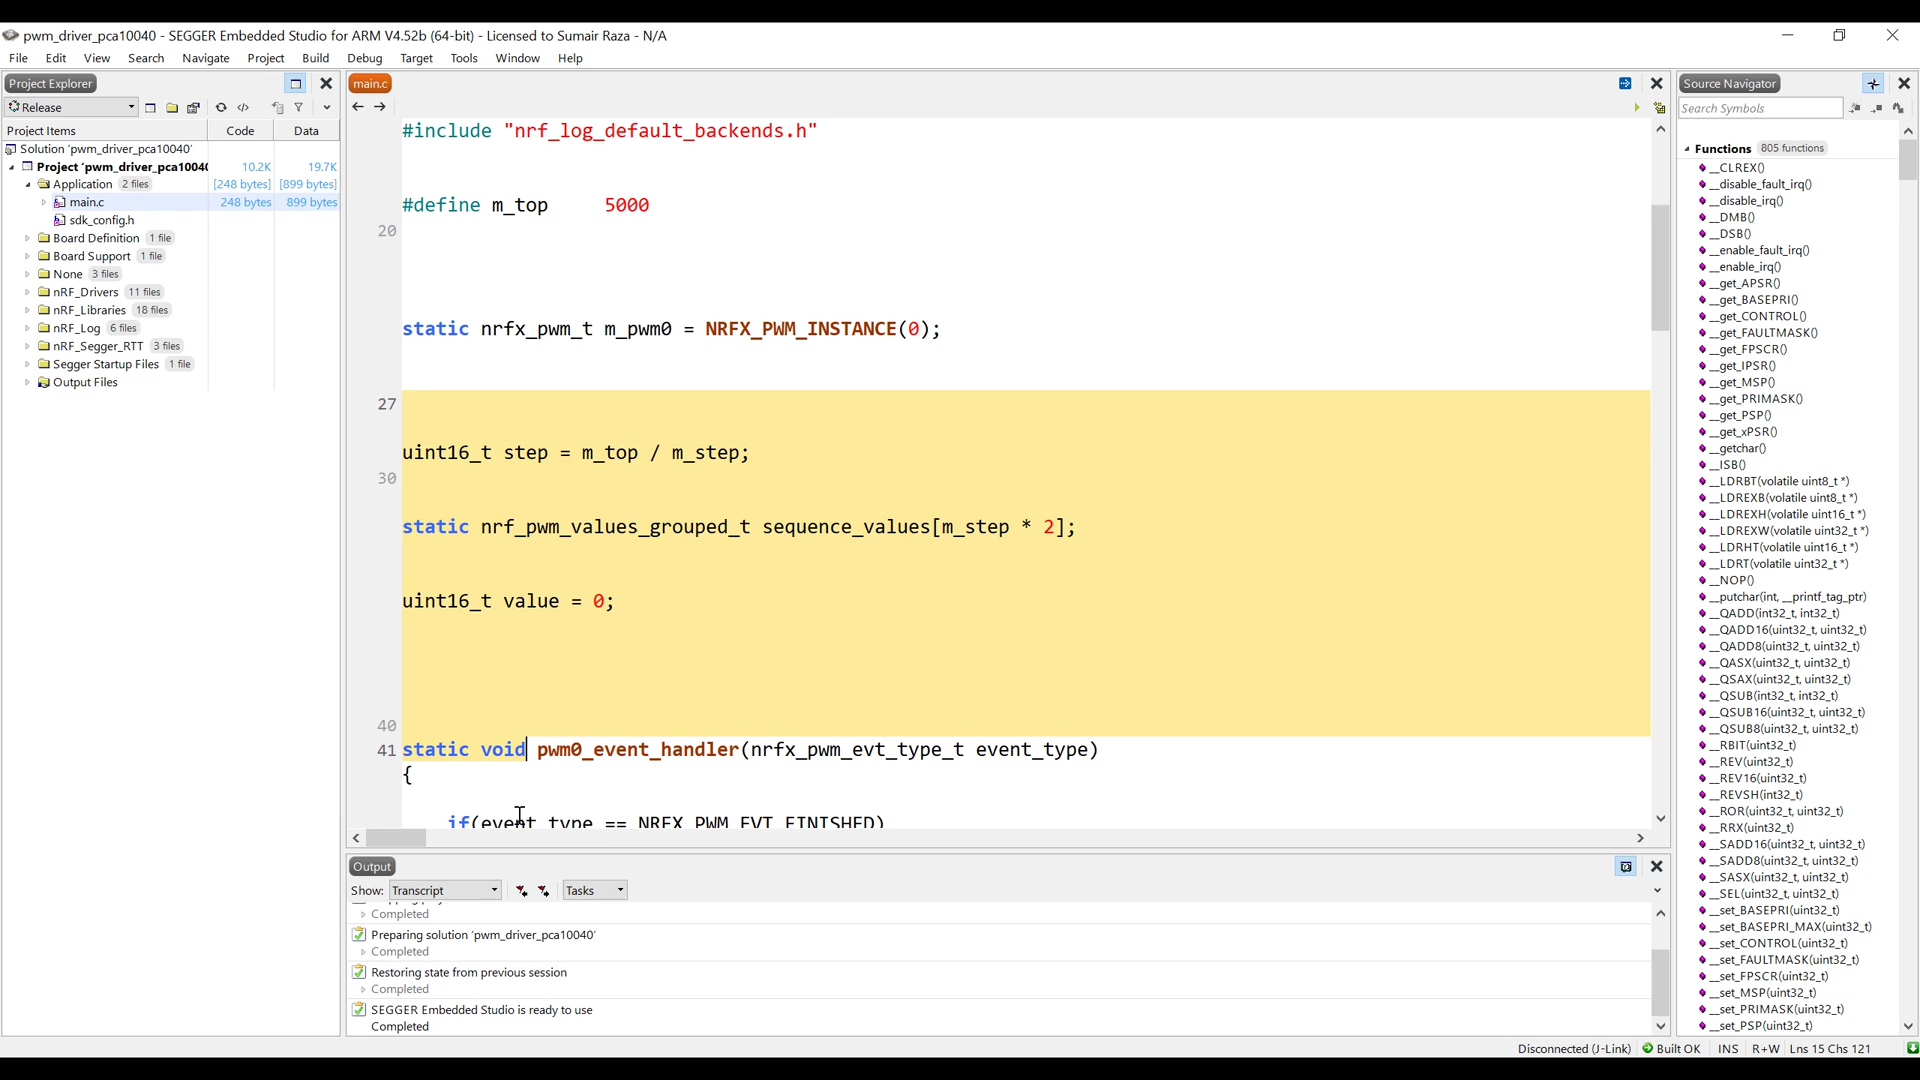 pwm_driver_pca10040 - SEGGER Embedded Studio for ARM V4.52b (64-bit) - Licensed to Sumair Raza - N/A
File Edit View Search Navigate Project Build Debug Target Tools Window Help
Project Explorer
Release
Project Items Code Data
Solution 'pwm_driver_pca10040'
Project 'pwm_driver_pca1004 10.2K 19.7K
Application 2 files [248 bytes] [899 bytes]
main.c 248 bytes 899 bytes
sdk_config.h
Board Definition 1 file
Board Support 1 file
None 3 files
nRF_Drivers 11 files
nRF_Libraries 18 files
nRF_Log 6 files
nRF_Segger_RTT 3 files
Segger Startup Files 1 file
Output Files
main.c
#include "nrf_log_default_backends.h"
#define m_top 5000
20
static nrfx_pwm_t m_pwm0 = NRFX_PWM_INSTANCE(0);
27
uint16_t step = m_top / m_step;
30
static nrf_pwm_values_grouped_t sequence_values[m_step * 2];
uint16_t value = 0;
40
41 static void pwm0_event_handler(nrfx_pwm_evt_type_t event_type)
{
if(event_type == NRFX_PWM_EVT_FINISHED)
Output
Show: Transcript Tasks
Completed
Preparing solution 'pwm_driver_pca10040'
Completed
Restoring state from previous session
Completed
SEGGER Embedded Studio is ready to use
Completed
Source Navigator
Search Symbols
Functions 805 functions
__CLREX()
__disable_fault_irq()
__disable_irq()
__DMB()
__DSB()
__enable_fault_irq()
__enable_irq()
__get_APSR()
__get_BASEPRI()
__get_CONTROL()
__get_FAULTMASK()
__get_FPSCR()
__get_IPSR()
__get_MSP()
__get_PRIMASK()
__get_PSP()
__get_xPSR()
__getchar()
__ISB()
__LDRBT(volatile uint8_t *)
__LDREXB(volatile uint8_t *)
__LDREXH(volatile uint16_t *)
__LDREXW(volatile uint32_t *)
__LDRHT(volatile uint16_t *)
__LDRT(volatile uint32_t *)
__NOP()
__putchar(int, __printf_tag_ptr)
__QADD(int32_t, int32_t)
__QADD16(uint32_t, uint32_t)
__QADD8(uint32_t, uint32_t)
__QASX(uint32_t, uint32_t)
__QSAX(uint32_t, uint32_t)
__QSUB(int32_t, int32_t)
__QSUB16(uint32_t, uint32_t)
__QSUB8(uint32_t, uint32_t)
__RBIT(uint32_t)
__REV(uint32_t)
__REV16(uint32_t)
__REVSH(int32_t)
__ROR(uint32_t, uint32_t)
__RRX(uint32_t)
__SADD16(uint32_t, uint32_t)
__SADD8(uint32_t, uint32_t)
__SASX(uint32_t, uint32_t)
__SEL(uint32_t, uint32_t)
__set_BASEPRI(uint32_t)
__set_BASEPRI_MAX(uint32_t)
__set_CONTROL(uint32_t)
__set_FAULTMASK(uint32_t)
__set_FPSCR(uint32_t)
__set_MSP(uint32_t)
__set_PRIMASK(uint32_t)
__set_PSP(uint32_t)
Disconnected (J-Link) Built OK INS R+W Lns 15 Chs 121